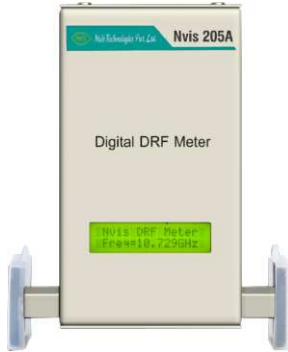 Nvis Technologies Pvt. Ltd.
Nvis 205A
Digital DRF Meter
Nvis DRF Meter
Freq=10.729GHz